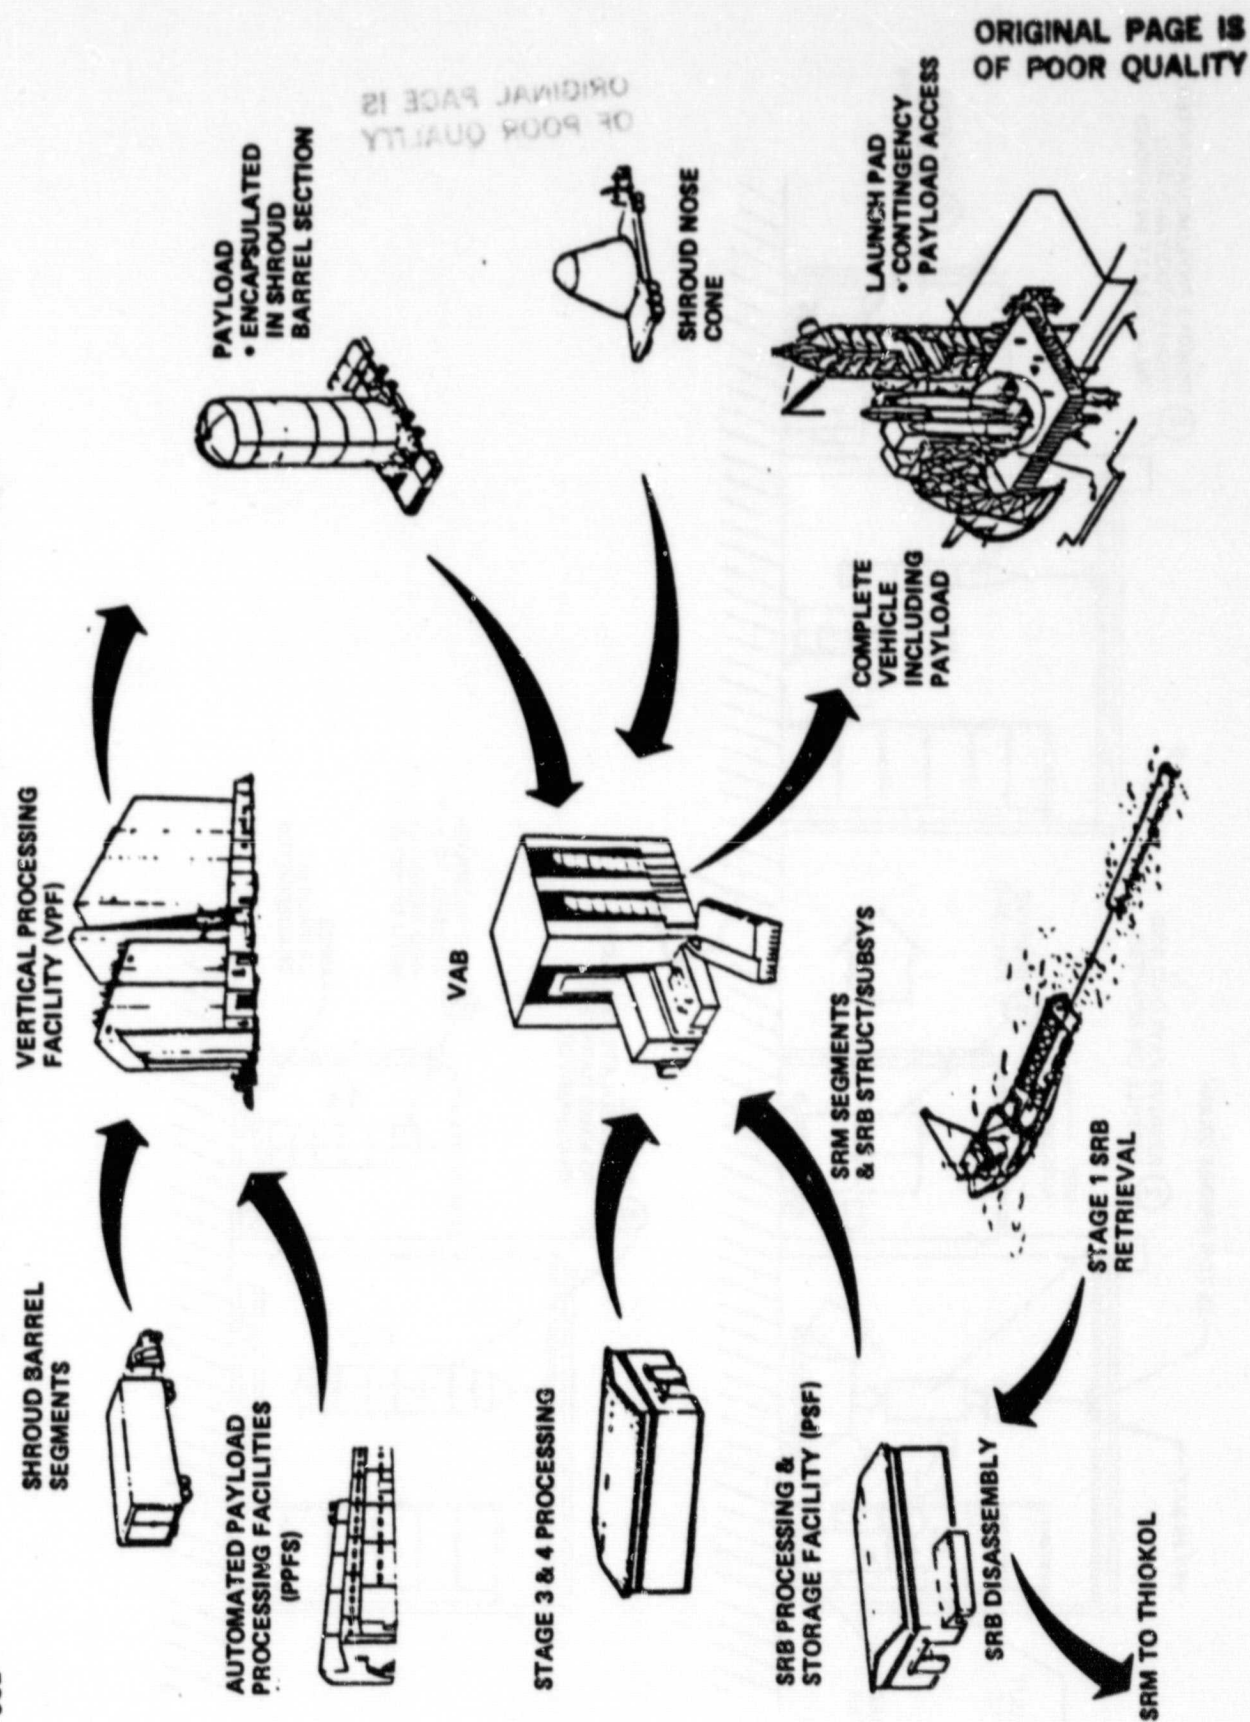 ORIGINAL PAGE IS
OF POOR QUALITY
ORIGINAL PAGE IS
OF POOR QUALITY
SHROUD BARREL
SEGMENTS
VERTICAL PROCESSING
FACILITY (VPF)
PAYLOAD
• ENCAPSULATED
IN SHROUD
BARREL SECTION
AUTOMATED PAYLOAD
PROCESSING FACILITIES
(PPFS)
VAB
SHROUD NOSE
CONE
STAGE 3 & 4 PROCESSING
SRB PROCESSING &
STORAGE FACILITY (PSF)
SRM SEGMENTS
& SRB STRUCT/SUBSYS
COMPLETE
VEHICLE
INCLUDING
PAYLOAD
LAUNCH PAD
• CONTINGENCY
PAYLOAD ACCESS
SRB DISASSEMBLY
STAGE 1 SRB
RETRIEVAL
SRM TO THIOKOL